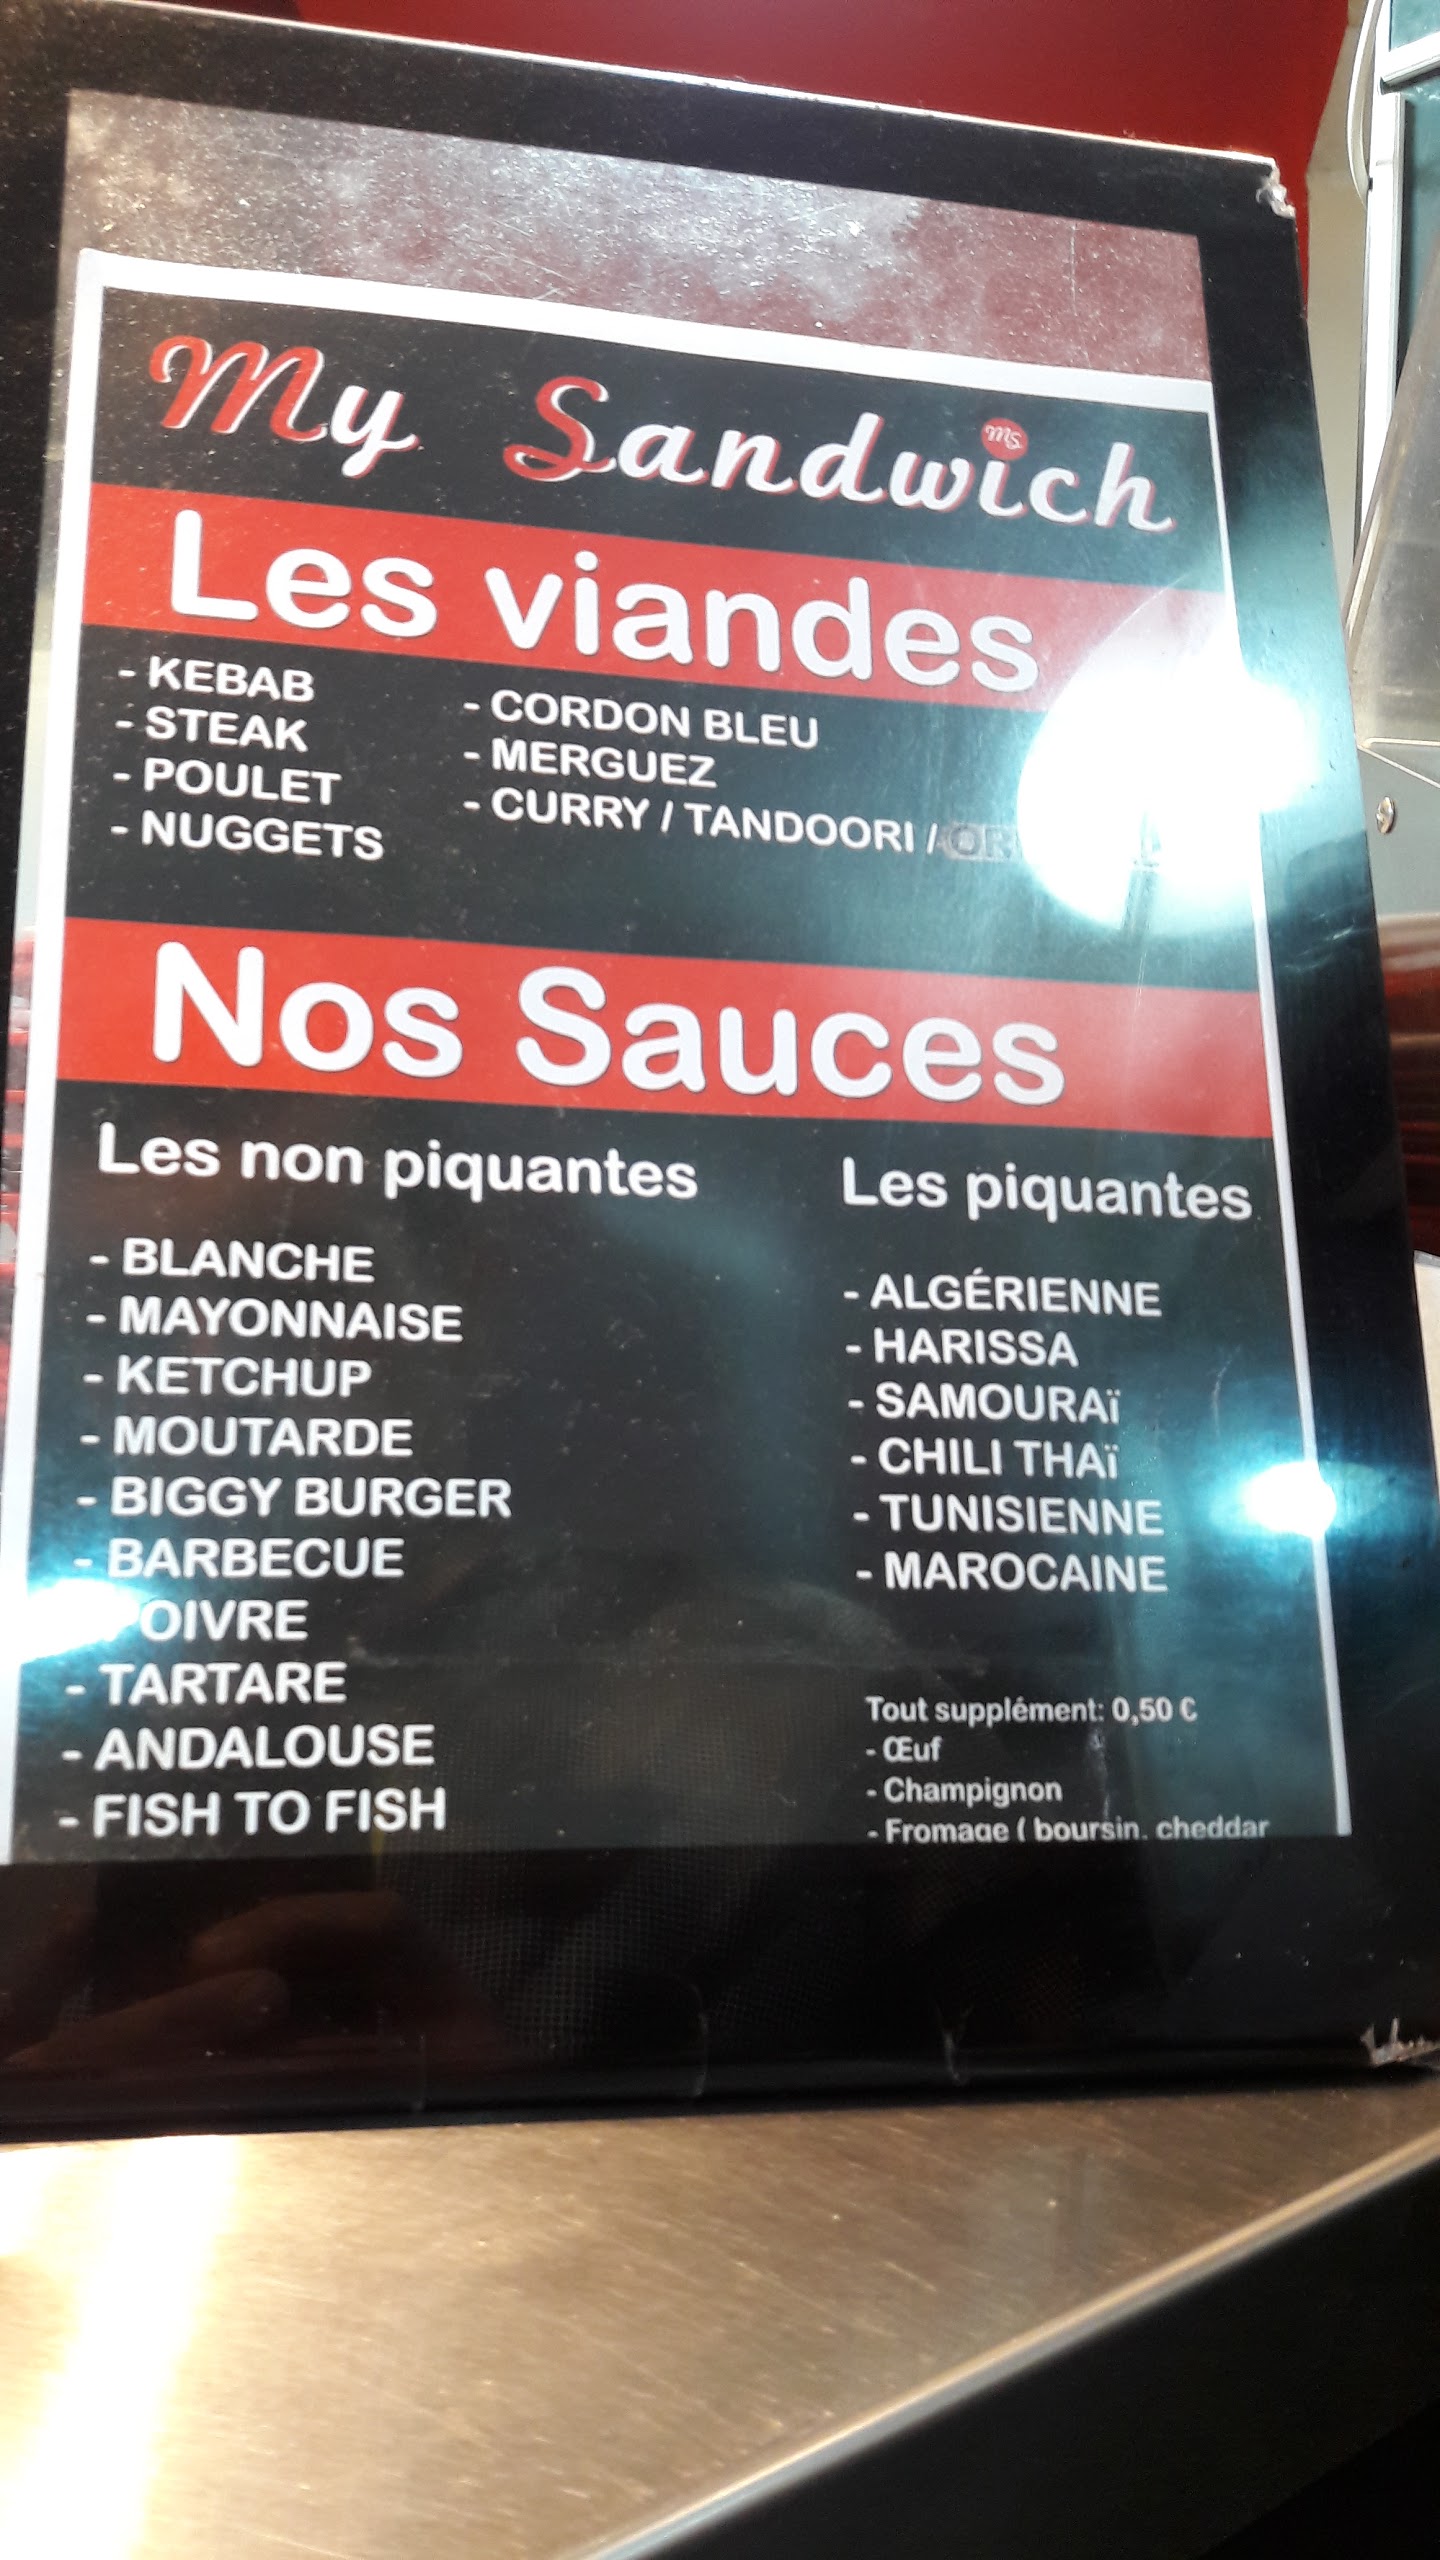 My Sandwich
MS
Les viandes
- KEBAB
- STEAK
- POULET
- NUGGETS
- CORDON BLEU
- MERGUEZ
- CURRY / TANDOORI /
Nos Sauces
Les non piquantes
- BLANCHE
- MAYONNAISE
- KETCHUP
- MOUTARDE
- BIGGY BURGER
- BARBECUE
POIVRE
- TARTARE
- ANDALOUSE
- FISH TO FISH
Les piquantes
- ALGÉRIENNE
- HARISSA
- SAMOURAï
- CHILI THAï
- TUNISIENNE
- MAROCAINE
Tout supplément: 0,50 €
- Œuf
- Champignon
- Fromage ( boursin, cheddar